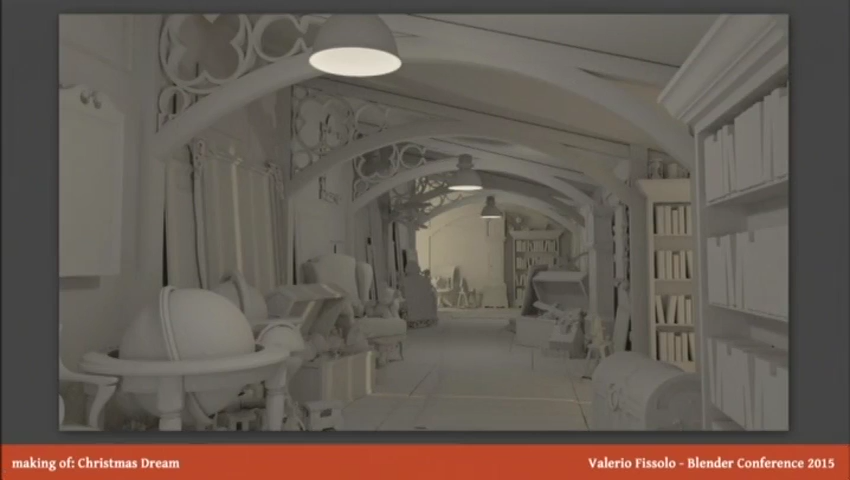 making of: Christmas Dream
Valerio Fissolo - Blender Conference 2015